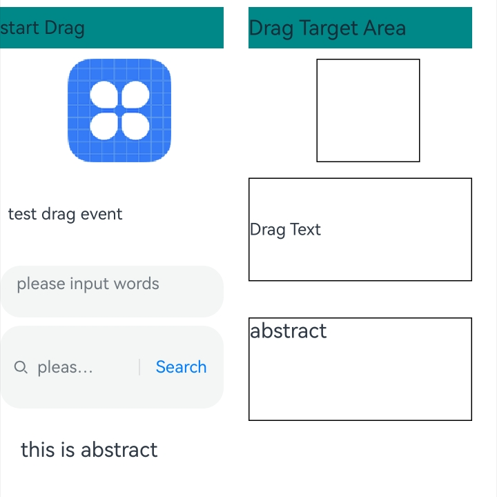 start Drag
Drag Target Area
test drag event
Drag Text
please input words
pleas…
Search
abstract
this is abstract